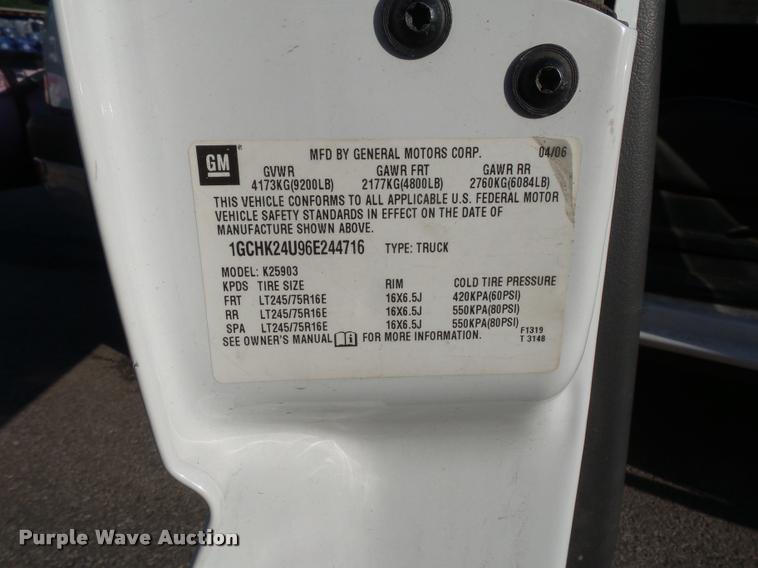 GM MFD BY GENERAL MOTORS CORP. 04/06
GVWR GAWR FRT GAWR RR
4173KG(9200LB) 2177KG(4800LB) 2760KG(6084LB)
THIS VEHICLE CONFORMS TO ALL APPLICABLE U.S. FEDERAL MOTOR
VEHICLE SAFETY STANDARDS IN EFFECT ON THE DATE OF
MANUFACTURE SHOWN ABOVE.
1GCHK24U96E244716 TYPE: TRUCK
MODEL: K25903
KPDS TIRE SIZE RIM COLD TIRE PRESSURE
FRT LT245/75R16E 16X6.5J 420KPA(60PSI)
RR LT245/75R16E 16X6.5J 550KPA(80PSI)
SPA LT245/75R16E 16X6.5J 550KPA(80PSI)
SEE OWNER'S MANUAL FOR MORE INFORMATION. F1319
T 3148
Purple Wave Auction